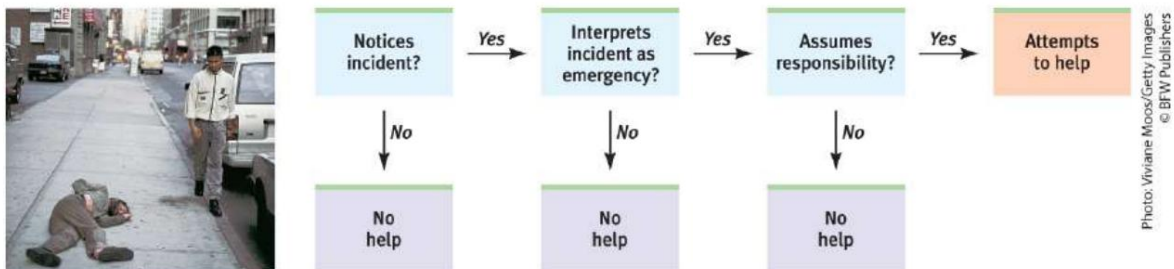 Notices
incident?
Yes
Interprets
incident as
emergency?
Yes
Assumes
responsibility?
Yes
Attempts
to help
No
No
No
No
help
No
help
No
help
Photo: Viviane Moos/Getty Images
© BFW Publishers